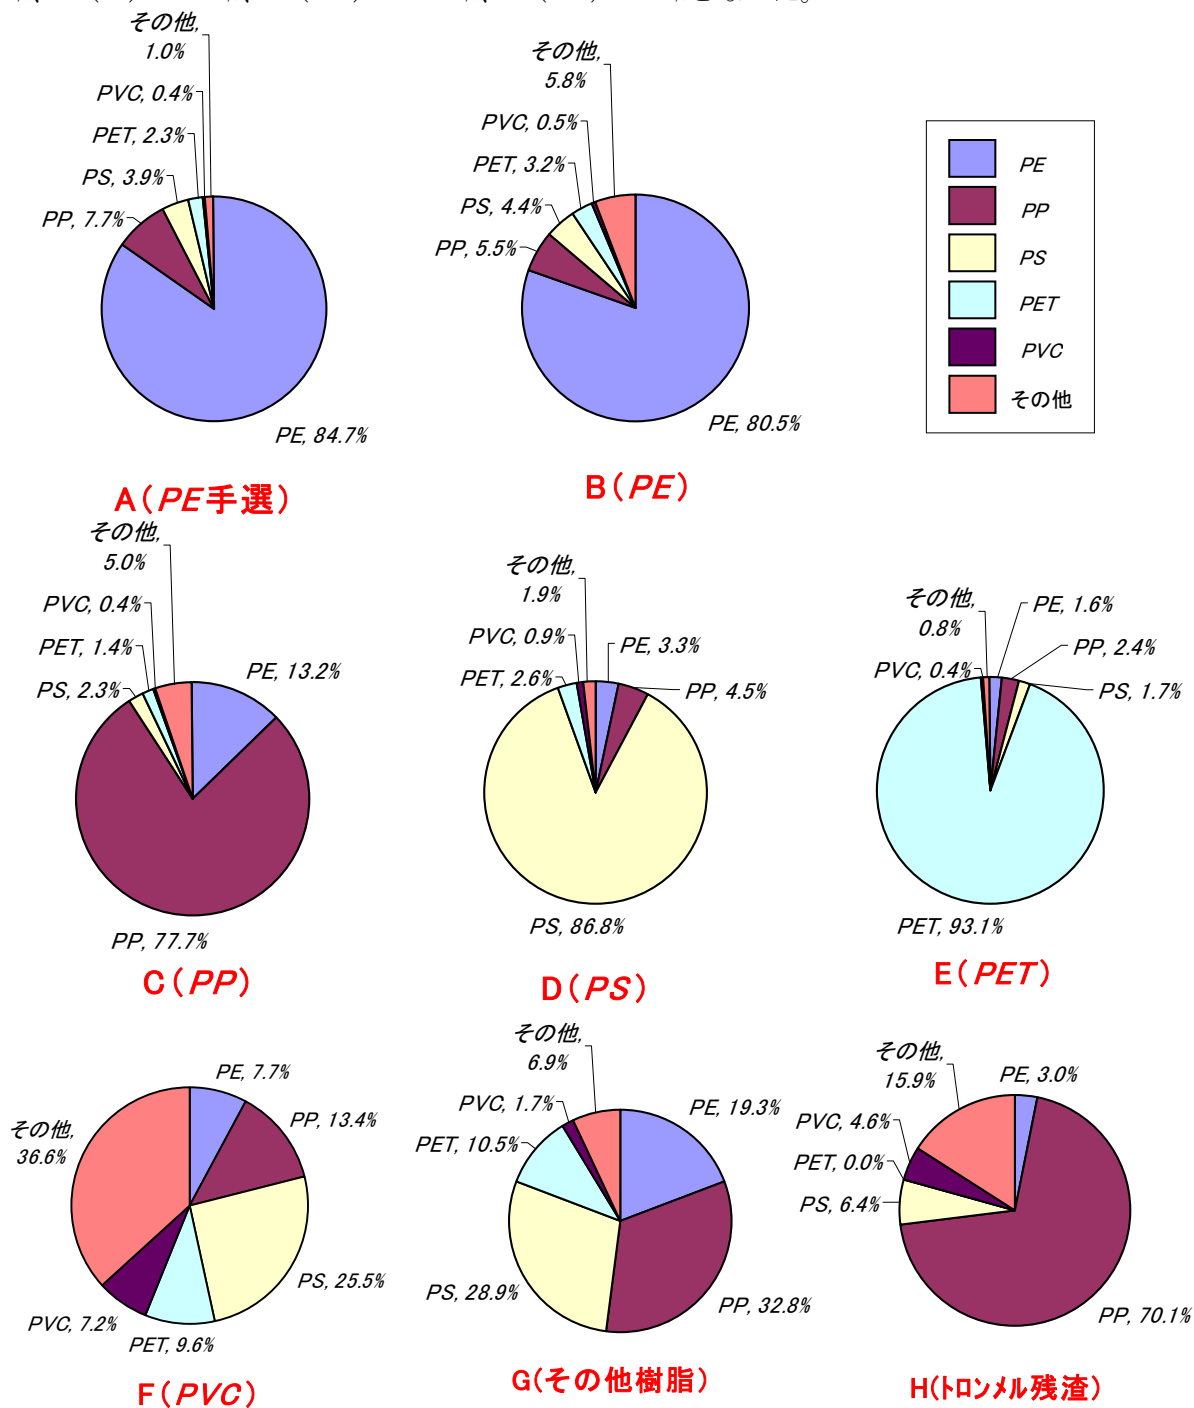 その他,
1.0%
PVC, 0.4%
PET, 2.3%
PS, 3.9%
PP, 7.7%
PE, 84.7%
A(PE手選)
その他,
5.8%
PVC, 0.5%
PET, 3.2%
PS, 4.4%
PP, 5.5%
PE, 80.5%
B(PE)
PE
PP
PS
PET
PVC
その他
その他,
5.0%
PVC, 0.4%
PET, 1.4%
PS, 2.3%
PE, 13.2%
PP, 77.7%
C(PP)
その他,
1.9%
PVC, 0.9%
PET, 2.6%
PE, 3.3%
PP, 4.5%
PS, 86.8%
D(PS)
その他,
0.8%
PVC, 0.4%
PE, 1.6%
PP, 2.4%
PS, 1.7%
PET, 93.1%
E(PET)
その他,
36.6%
PE, 7.7%
PP, 13.4%
PS, 25.5%
PVC, 7.2%
PET, 9.6%
F(PVC)
その他,
6.9%
PVC, 1.7%
PET, 10.5%
PE, 19.3%
PS, 28.9%
PP, 32.8%
G(その他樹脂)
その他,
15.9%
PVC, 4.6%
PET, 0.0%
PS, 6.4%
PE, 3.0%
PP, 70.1%
H(トロンメル残渣)